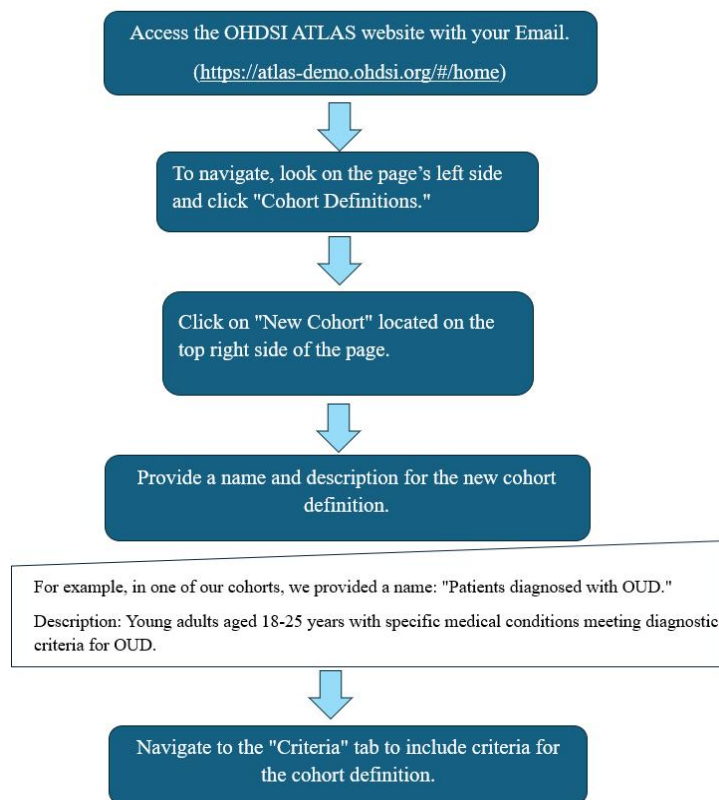 Access the OHDSI ATLAS website with your Email.
(https://atlas-demo.ohdsi.org/#/home)
To navigate, look on the page's left side
and click "Cohort Definitions."
Click on "New Cohort" located on the
top right side of the page.
Provide a name and description for the new cohort
definition.
For example, in one of our cohorts, we provided a name: "Patients diagnosed with OUD."
Description: Young adults aged 18-25 years with specific medical conditions meeting diagnostic
criteria for OUD.
Navigate to the "Criteria" tab to include criteria for
the cohort definition.